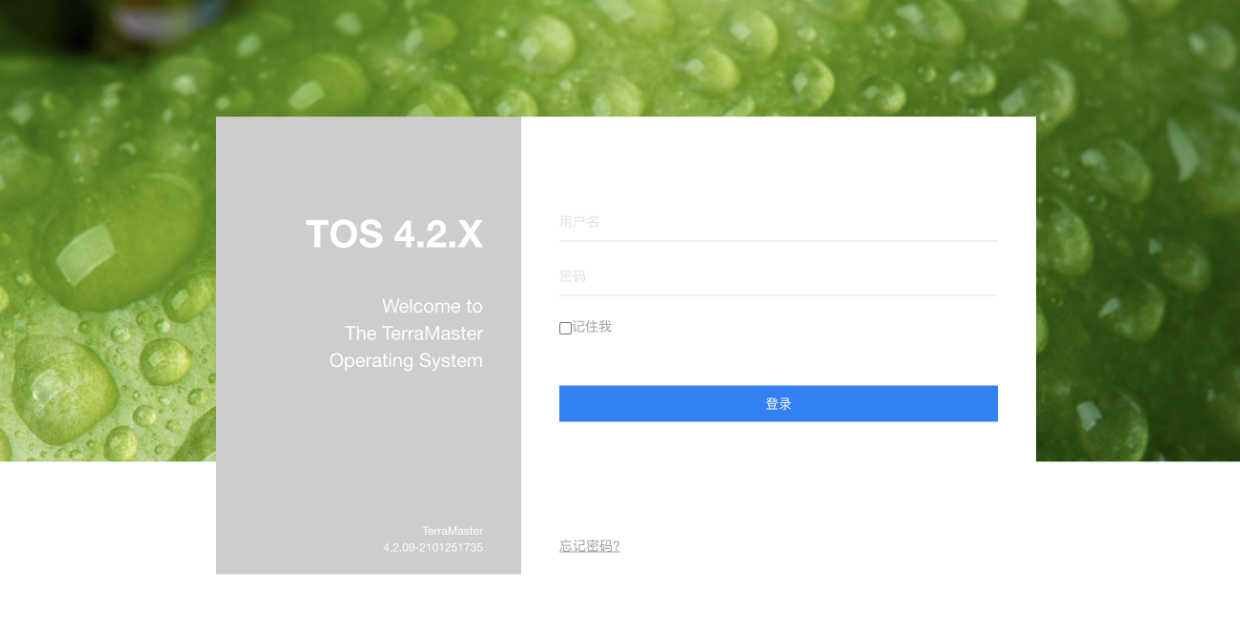 TOS 4.2.X
Welcome to
The TerraMaster
Operating System
TerraMaster
4.2.09-2101251735
用户名
密码
记住我
登录
忘记密码?